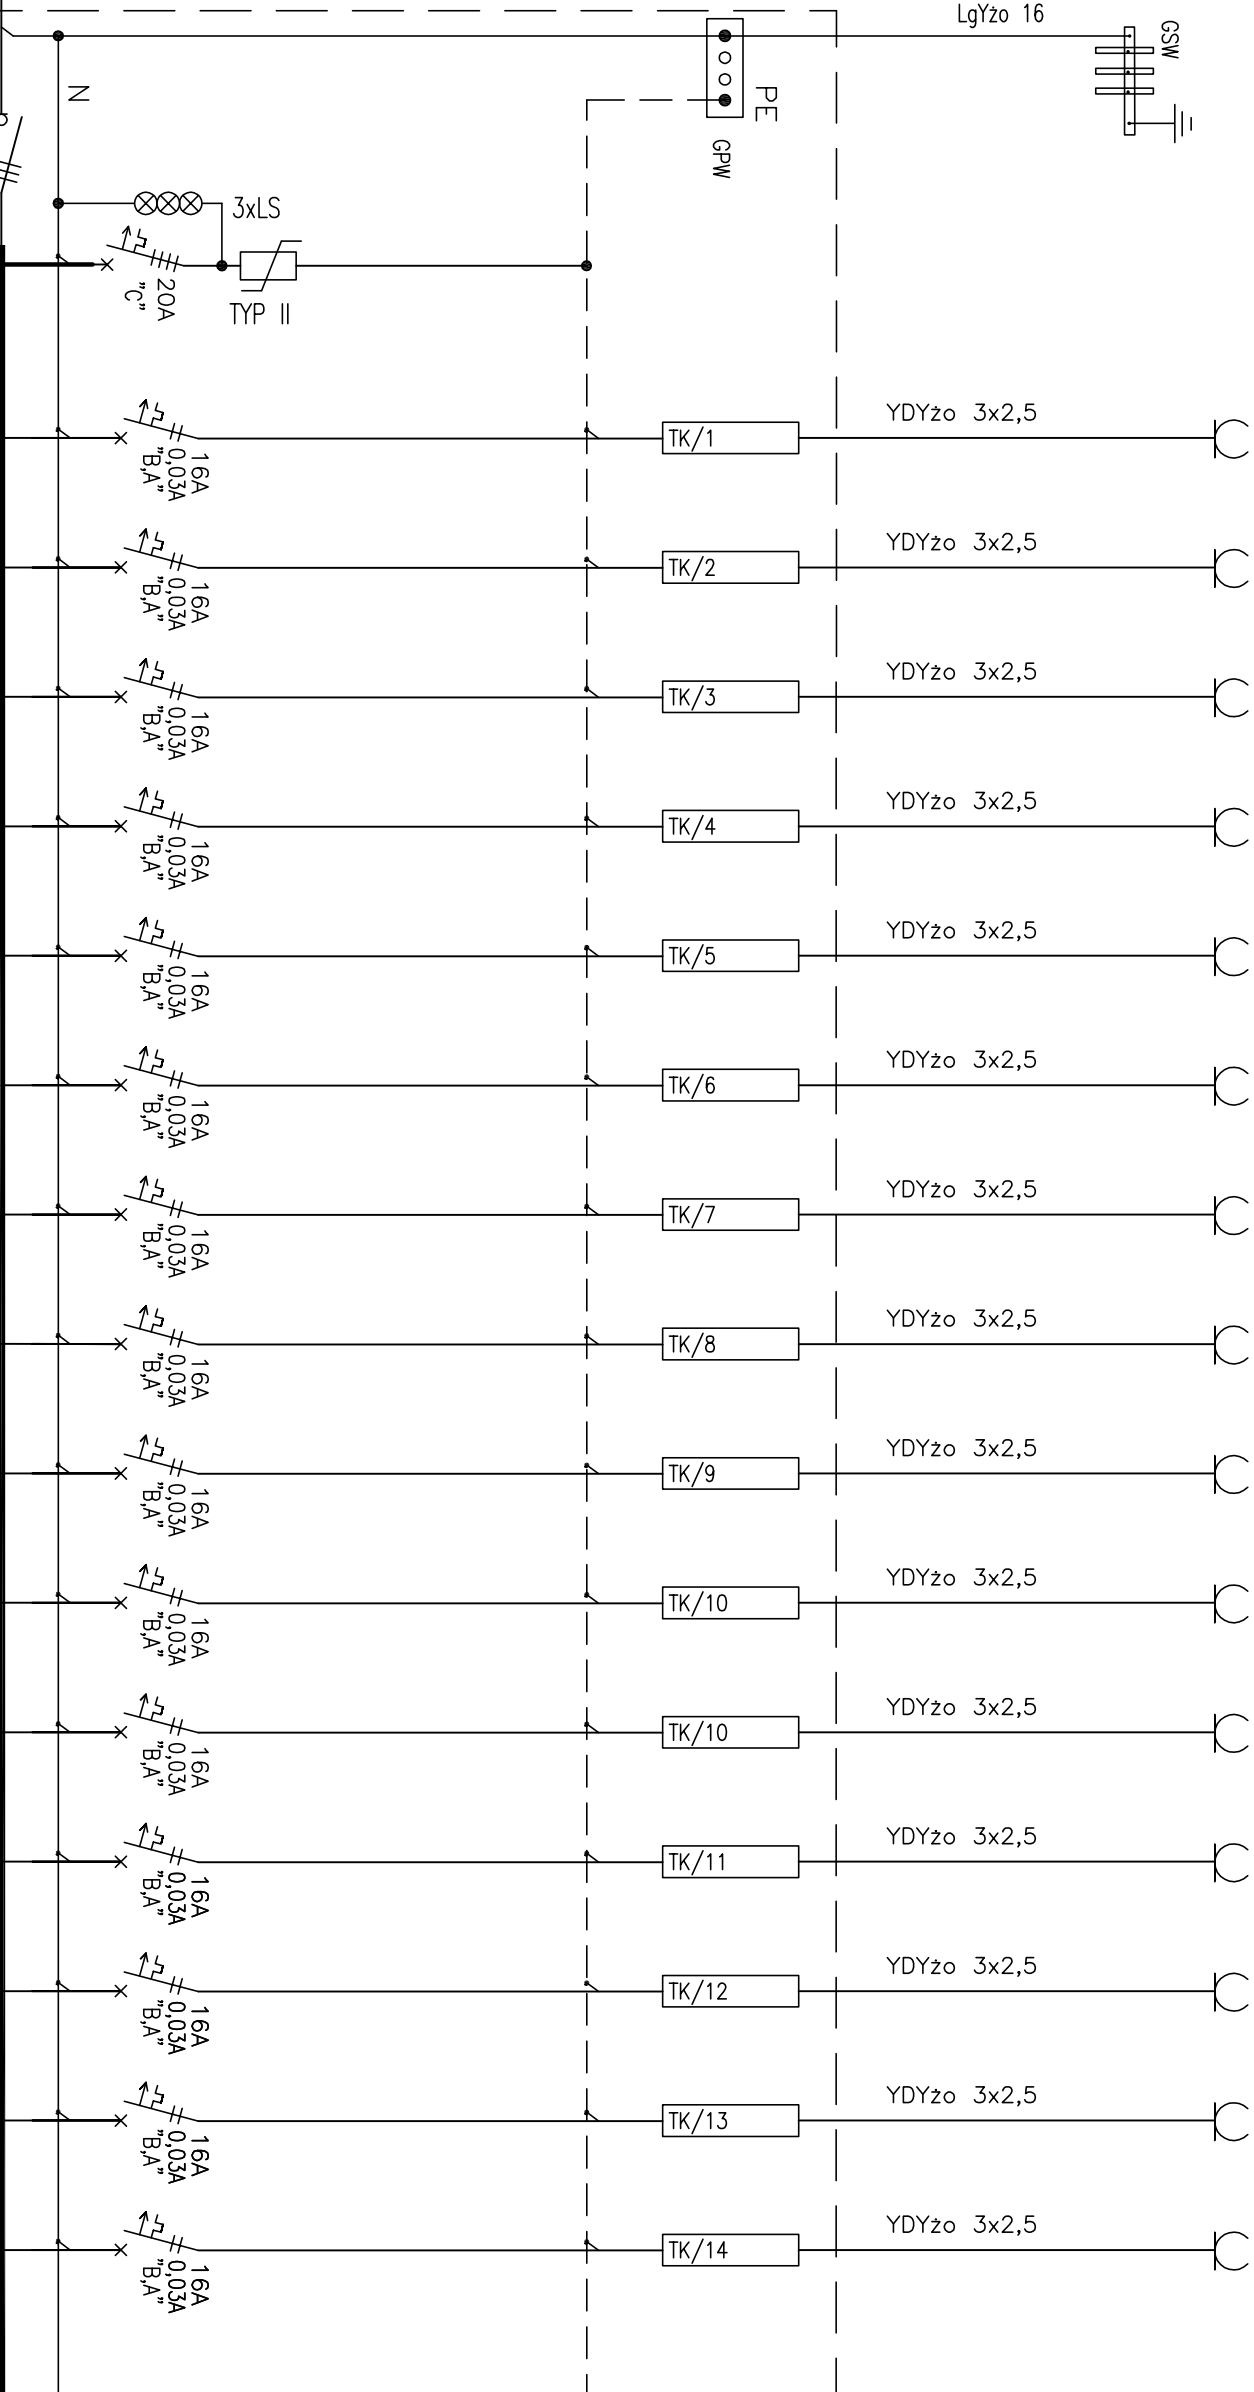 LgYżo 16
GSW
N
PE
GPW
3xLS
20A
"C"
TYP II
YDYżo 3x2,5
TK/1
16A
0,03A
"B,A"
YDYżo 3x2,5
TK/2
16A
0,03A
"B,A"
YDYżo 3x2,5
TK/3
16A
0,03A
"B,A"
YDYżo 3x2,5
TK/4
16A
0,03A
"B,A"
YDYżo 3x2,5
TK/5
16A
0,03A
"B,A"
YDYżo 3x2,5
TK/6
16A
0,03A
"B,A"
YDYżo 3x2,5
TK/7
16A
0,03A
"B,A"
YDYżo 3x2,5
TK/8
16A
0,03A
"B,A"
YDYżo 3x2,5
TK/9
16A
0,03A
"B,A"
YDYżo 3x2,5
TK/10
16A
0,03A
"B,A"
YDYżo 3x2,5
TK/10
16A
0,03A
"B,A"
YDYżo 3x2,5
TK/11
16A
0,03A
"B,A"
YDYżo 3x2,5
TK/12
16A
0,03A
"B,A"
YDYżo 3x2,5
TK/13
16A
0,03A
"B,A"
YDYżo 3x2,5
TK/14
16A
0,03A
"B,A"